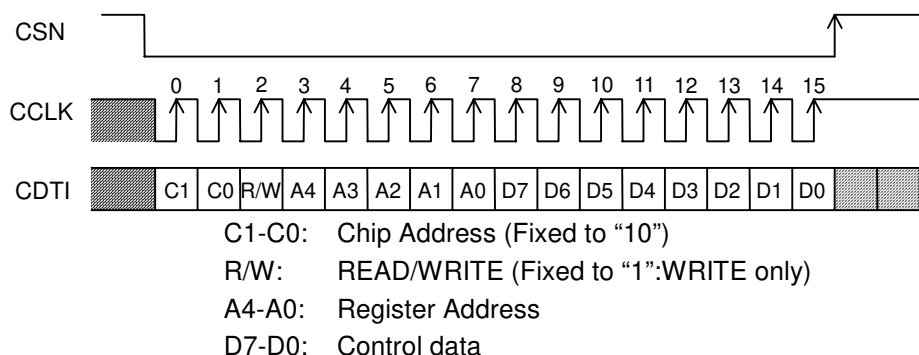 CSN
0 1 2 3 4 5 6 7 8 9 10 11 12 13 14 15
CCLK
CDTI C1 C0 R/W A4 A3 A2 A1 A0 D7 D6 D5 D4 D3 D2 D1 D0
C1-C0: Chip Address (Fixed to “10”)
R/W: READ/WRITE (Fixed to “1”:WRITE only)
A4-A0: Register Address
D7-D0: Control data